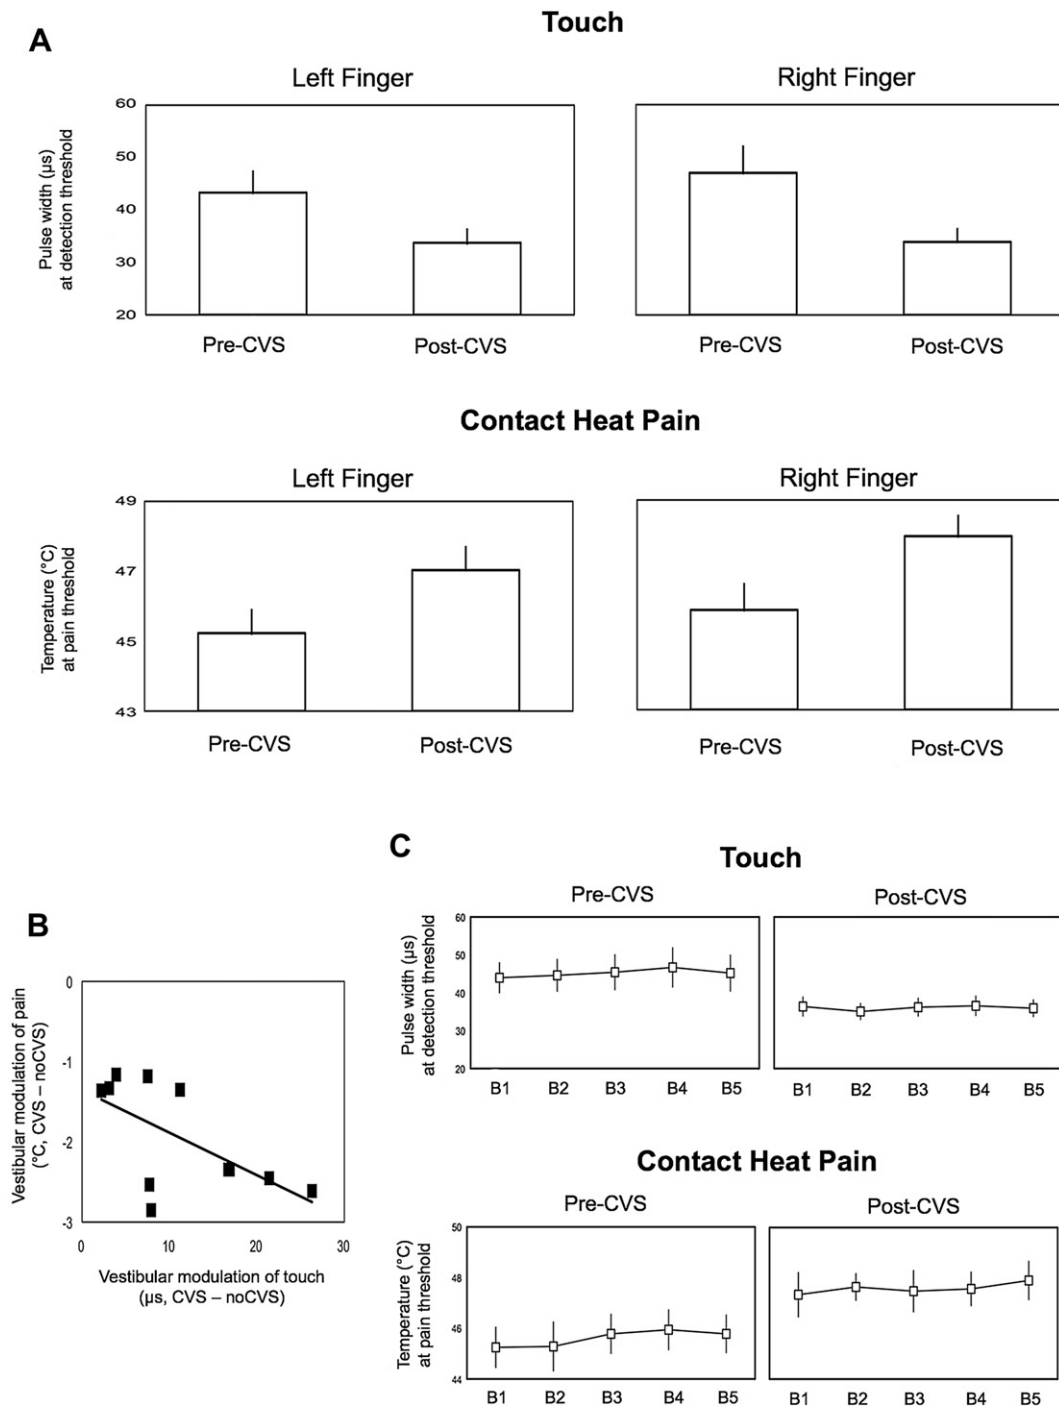 A
Touch
Left Finger
Right Finger
Pulse width (µs)
at detection threshold
60
50
40
30
20
Pre-CVS
Post-CVS
Pre-CVS
Post-CVS
Contact Heat Pain
Left Finger
Right Finger
Temperature (°C)
at pain threshold
49
47
45
43
Pre-CVS
Post-CVS
Pre-CVS
Post-CVS
B
Vestibular modulation of pain
(°C, CVS – noCVS)
0
-1
-2
-3
0
10
20
30
Vestibular modulation of touch
(µs, CVS – noCVS)
C
Touch
Pre-CVS
Post-CVS
Pulse width (µs)
at detection threshold
60
50
40
30
20
B1
B2
B3
B4
B5
B1
B2
B3
B4
B5
Contact Heat Pain
Pre-CVS
Post-CVS
Temperature (°C)
at pain threshold
50
48
46
44
B1
B2
B3
B4
B5
B1
B2
B3
B4
B5